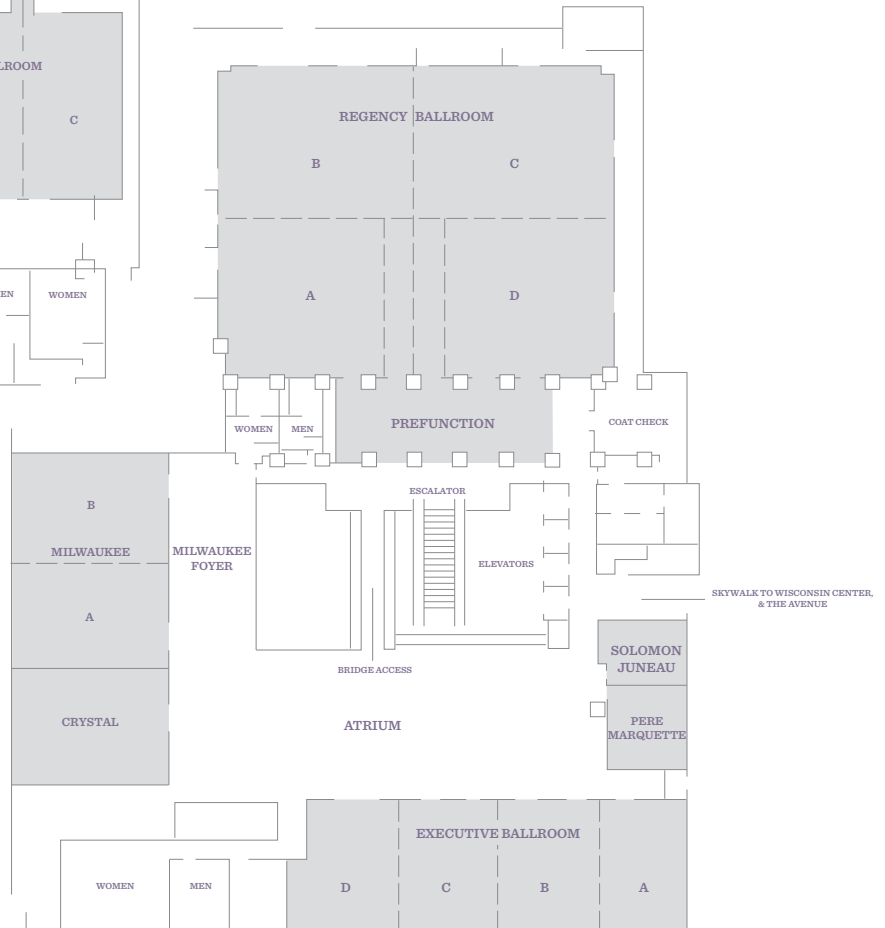 LROOM
C
REGENCY BALLROOM
B
C
A
D
EN
WOMEN
WOMEN
MEN
PREFUNCTION
COAT CHECK
B
MILWAUKEE
A
MILWAUKEE
FOYER
ESCALATOR
ELEVATORS
SKYWALK TO WISCONSIN CENTER,
& THE AVENUE
BRIDGE ACCESS
SOLOMON
JUNEAU
CRYSTAL
ATRIUM
PERE
MARQUETTE
EXECUTIVE BALLROOM
D
C
B
A
WOMEN
MEN